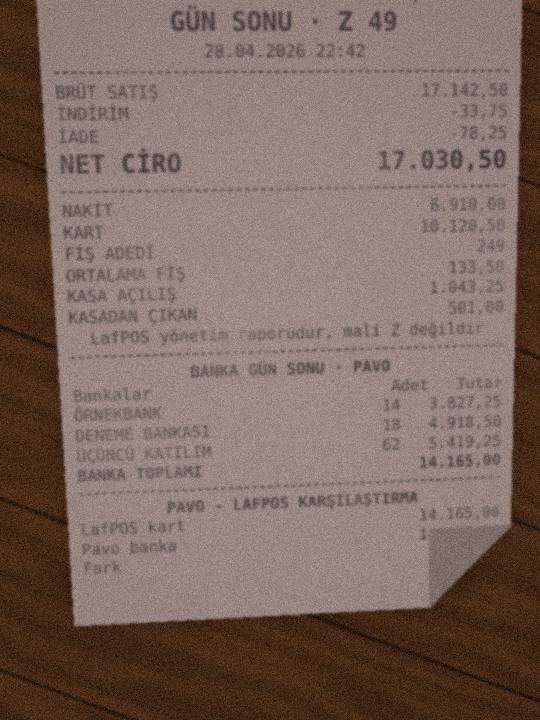 GÜN SONU · Z 49
28.04.2026 22:42
BRÜT SATIŞ 17.142,50
İNDİRİM -33,75
İADE -78,25
NET CİRO 17.030,50
NAKİT 6.910,00
KART 10.120,50
FİŞ ADEDİ 249
ORTALAMA FİŞ 133,50
KASA AÇILIŞ 1.043,25
KASADAN ÇIKAN 501,00
LafPOS yönetim raporudur, mali Z değildir
BANKA GÜN SONU · PAVO
Bankalar Adet Tutar
ÖRNEKBANK 14 3.827,25
DENEME BANKASI 18 4.918,50
ÜÇÜNCÜ KATILIM 62 5.419,25
BANKA TOPLAMI 14.165,00
PAVO - LAFPOS KARŞILAŞTIRMA
LafPOS kart 14.165,00
Pavo banka
Fark